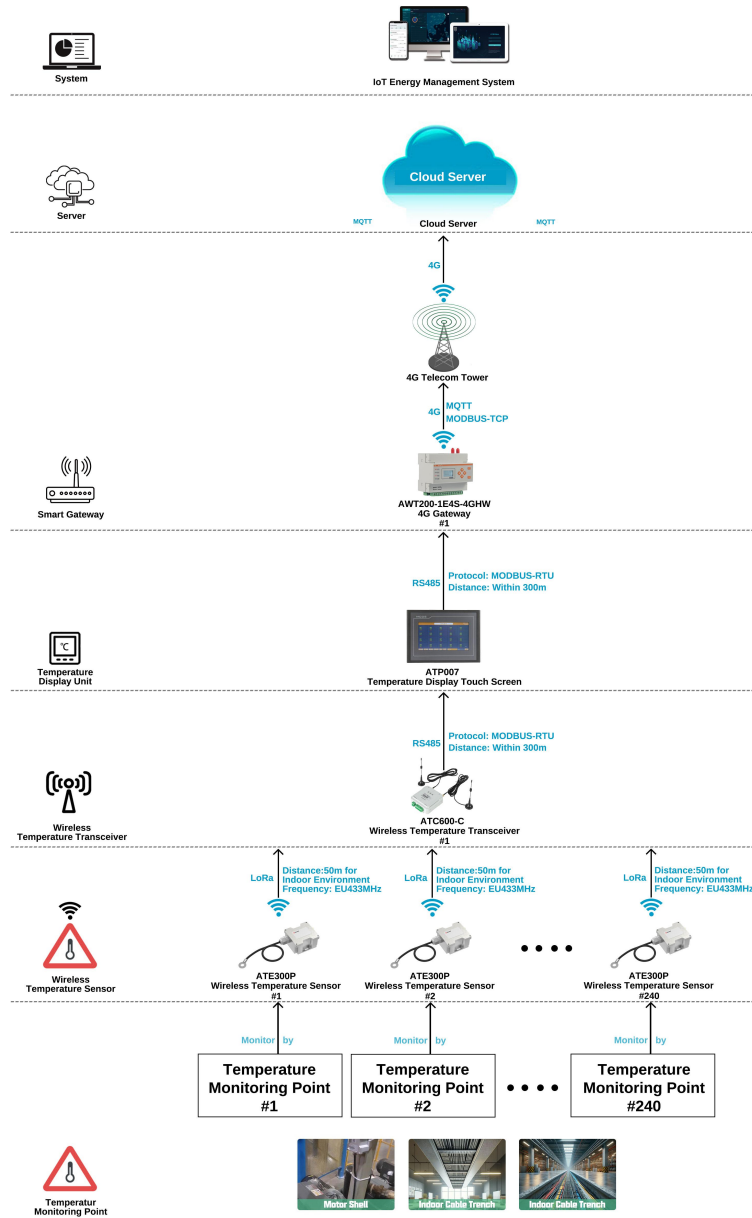 System
IoT Energy Management System
Cloud Server
Server
MQTT
Cloud Server
MQTT
4G
4G Telecom Tower
4G
MQTT
MODBUS-TCP
Smart Gateway
AWT200-1E4S-4GHW
4G Gateway
#1
RS485
Protocol: MODBUS-RTU
Distance: Within 300m
°C
Temperature
Display Unit
ATP007
Temperature Display Touch Screen
RS485
Protocol: MODBUS-RTU
Distance: Within 300m
Wireless
Temperature Transceiver
ATC600-C
Wireless Temperature Transceiver
#1
LoRa
Distance:50m for
Indoor Environment
Frequency: EU433MHz
LoRa
Distance:50m for
Indoor Environment
Frequency: EU433MHz
LoRa
Distance:50m for
Indoor Environment
Frequency: EU433MHz
Wireless
Temperature Sensor
ATE300P
Wireless Temperature Sensor
#1
ATE300P
Wireless Temperature Sensor
#2
ATE300P
Wireless Temperature Sensor
#240
Monitor by
Monitor by
Monitor by
Temperature
Monitoring Point
#1
Temperature
Monitoring Point
#2
Temperature
Monitoring Point
#240
Temperatur
Monitoring Point
Motor Shell
Indoor Cable Trench
Indoor Cable Trench